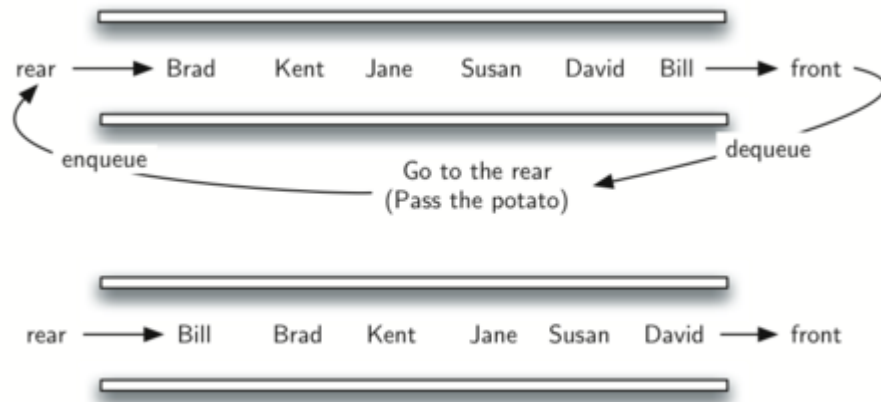 rear Brad Kent Jane Susan David Bill front
enqueue
dequeue
Go to the rear
(Pass the potato)
rear Bill Brad Kent Jane Susan David front